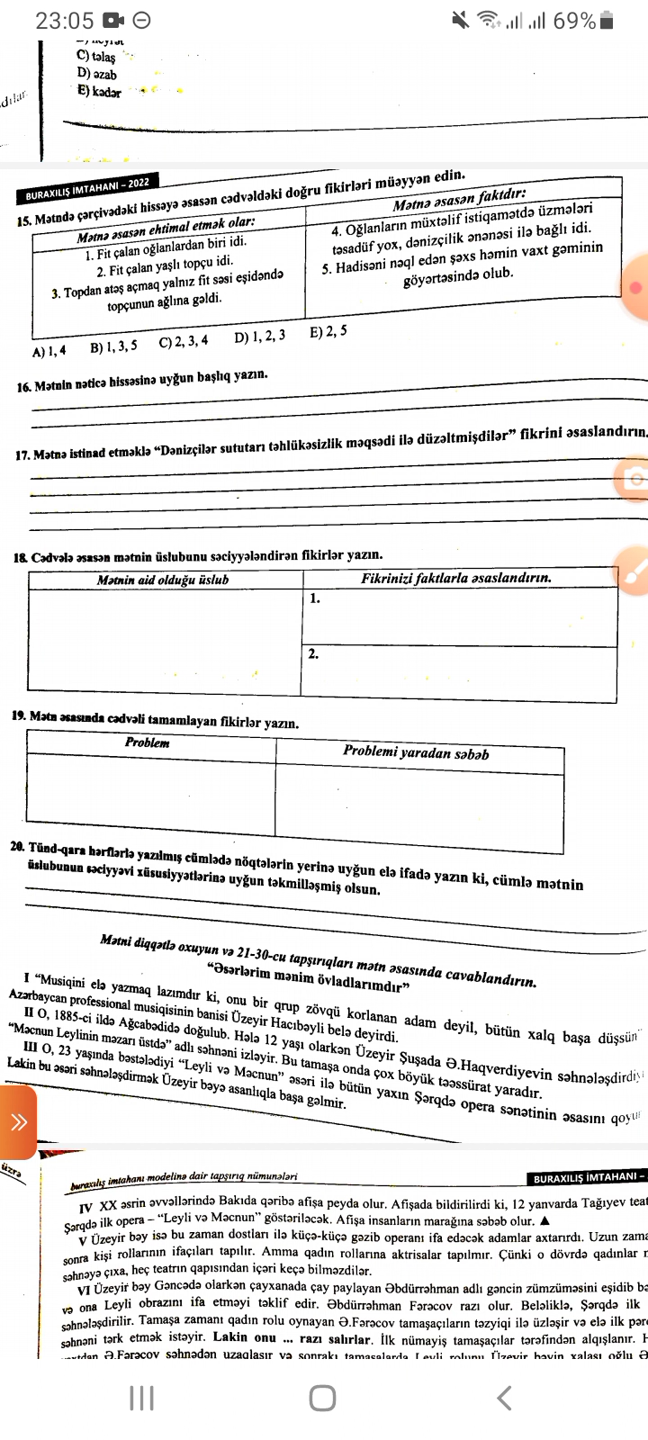 23:05
69%
C) təlaş
D) əzab
E) kədər
dılar
BURAXILIŞ İMTAHANI – 2022
15. Mətndə çərçivədəki hissəyə əsasən cədvəldəki doğru fikirləri müəyyən edin.
Mətnə əsasən ehtimal etmək olar:
1. Fit çalan oğlanlardan biri idi.
2. Fit çalan yaşlı topçu idi.
3. Topdan atəş açmaq yalnız fit səsi eşidəndə
topçunun ağlına gəldi.
Mətnə əsasən faktdır:
4. Oğlanların müxtəlif istiqamətdə üzmələri
təsadüf yox, dənizçilik ənənəsi ilə bağlı idi.
5. Hadisəni nəql edən şəxs həmin vaxt gəminin
göyərtəsində olub.
A) 1, 4 B) 1, 3, 5 C) 2, 3, 4 D) 1, 2, 3 E) 2, 5
16. Mətnin nəticə hissəsinə uyğun başlıq yazın.
17. Mətnə istinad etməklə “Dənizçilər sututarı təhlükəsizlik məqsədi ilə düzəltmişdilər” fikrini əsaslandırın.
18. Cədvələ əsasən mətnin üslubunu səciyyələndirən fikirlər yazın.
Mətnin aid olduğu üslub
Fikrinizi faktlarla əsaslandırın.
1.
2.
19. Mətn əsasında cədvəli tamamlayan fikirlər yazın.
Problem
Problemi yaradan səbəb
20. Tünd-qara hərflərlə yazılmış cümlədə nöqtələrin yerinə uyğun elə ifadə yazın ki, cümlə mətnin
üslubunun səciyyəvi xüsusiyyətlərinə uyğun təkmilləşmiş olsun.
Mətni diqqətlə oxuyun və 21-30-cu tapşırıqları mətn əsasında cavablandırın.
“Əsərlərim mənim övladlarımdır”
I “Musiqini elə yazmaq lazımdır ki, onu bir qrup zövqü korlanan adam deyil, bütün xalq başa düşsün”
Azərbaycan professional musiqisinin banisi Üzeyir Hacıbəyli belə deyirdi.
II O, 1885-ci ildə Ağcabədidə doğulub. Hələ 12 yaşı olarkən Üzeyir Şuşada Ə.Haqverdiyevin səhnələşdirdiy
“Məcnun Leylinin məzarı üstdə” adlı səhnəni izləyir. Bu tamaşa onda çox böyük təəssürat yaradır.
III O, 23 yaşında bəstələdiyi “Leyli və Məcnun” əsəri ilə bütün yaxın Şərqdə opera sənətinin əsasını qoyu
Lakin bu əsəri səhnələşdirmək Üzeyir bəyə asanlıqla başa gəlmir.
üzrə
buraxılış imtahanı modelinə dair tapşırıq nümunələri
BURAXILIŞ İMTAHANI –
IV XX əsrin əvvəllərində Bakıda qəribə afişa peyda olur. Afişada bildirilirdi ki, 12 yanvarda Tağıyev teat
Şərqdə ilk opera – “Leyli və Məcnun” göstəriləcək. Afişa insanların marağına səbəb olur. ▲
V Üzeyir bəy isə bu zaman dostları ilə küçə-küçə gəzib operanı ifa edəcək adamlar axtarırdı. Uzun zama
sonra kişi rollarının ifaçıları tapılır. Amma qadın rollarına aktrisalar tapılmır. Çünki o dövrdə qadınlar n
səhnəyə çıxa, heç teatrın qapısından içəri keçə bilməzdilər.
VI Üzeyir bəy Gəncədə olarkən çayxanada çay paylayan Əbdürrəhman adlı gəncin zümzüməsini eşidib bə
və ona Leyli obrazını ifa etməyi təklif edir. Əbdürrəhman Fərəcov razı olur. Beləliklə, Şərqdə ilk
səhnələşdirilir. Tamaşa zamanı qadın rolu oynayan Ə.Fərəcov tamaşaçıların təzyiqi ilə üzləşir və elə ilk pər
səhnəni tərk etmək istəyir. Lakin onu ... razı salırlar. İlk nümayiş tamaşaçılar tərəfindən alqışlanır. H
Ə.Fərəcov səhnədən uzaqlaşır və sonrakı tamaşalarda Leyli rolunu Üzeyir bəyin xalası oğlu Ə